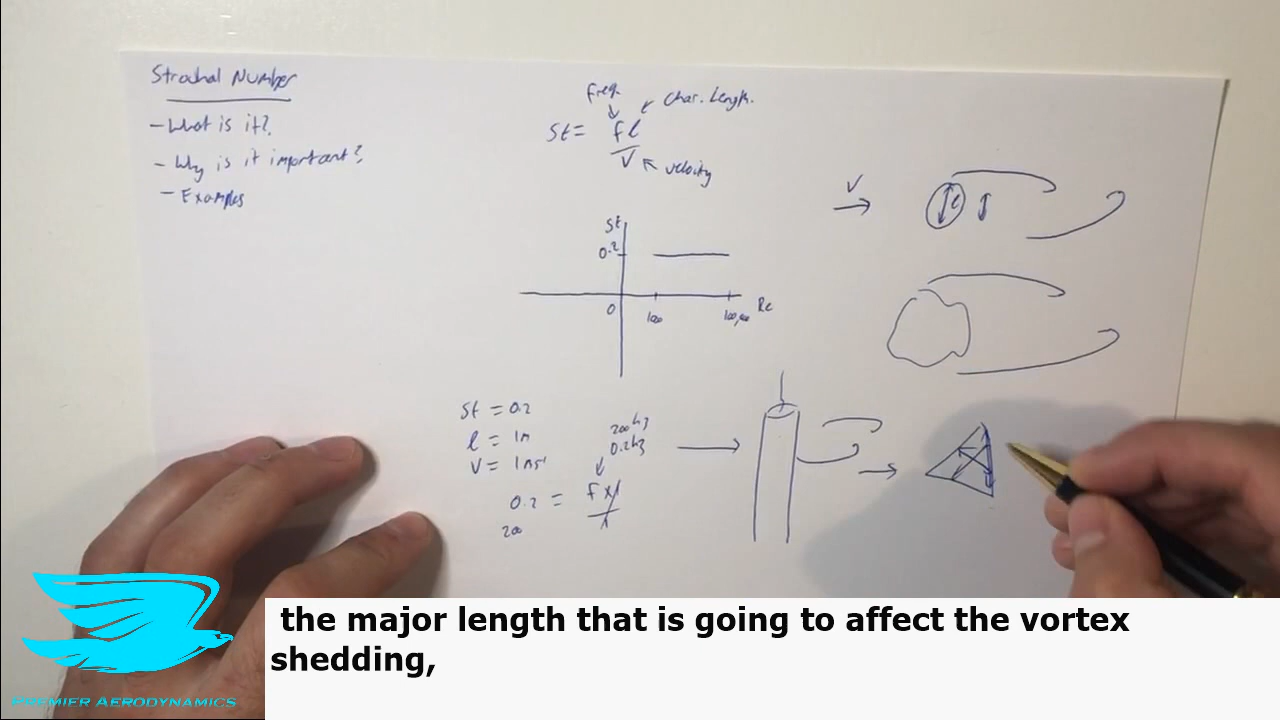 Strouhal Number
- What is it?
- Why is it important?
- Examples
freq.
char. Length.
St = fl
V
velocity
V
l
St
0.2
0
1000
100,000
Re
St = 0.2
l = 1m
V = 1ms⁻¹
200hz
0.2hz
0.2 = f x l
1
200
the major length that is going to affect the vortex
shedding,
PREMIER AERODYNAMICS